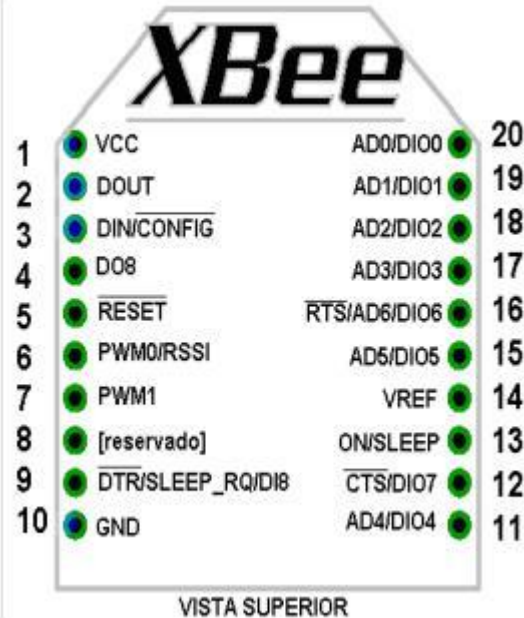 XBee
1 VCC AD0/DIO0 20
2 DOUT AD1/DIO1 19
3 DIN/CONFIG AD2/DIO2 18
4 DO8 AD3/DIO3 17
5 RESET RTS/AD6/DIO6 16
6 PWM0/RSSI AD5/DIO5 15
7 PWM1 VREF 14
8 [reservado] ON/SLEEP 13
9 DTR/SLEEP_RQ/DI8 CTS/DIO7 12
10 GND AD4/DIO4 11
VISTA SUPERIOR